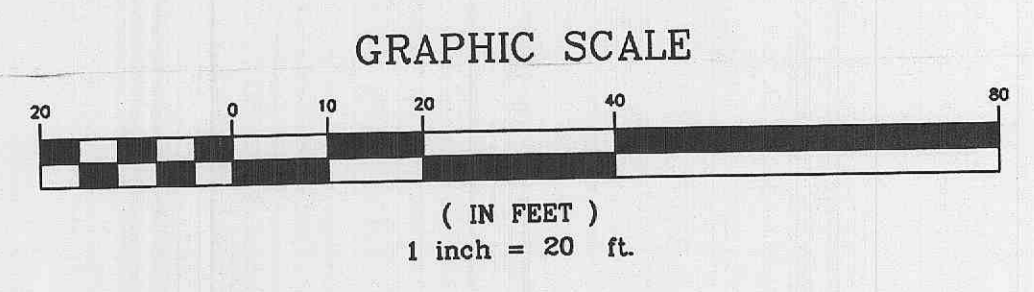 GRAPHIC SCALE
20 0 10 20 40 80
( IN FEET )
1 inch = 20 ft.